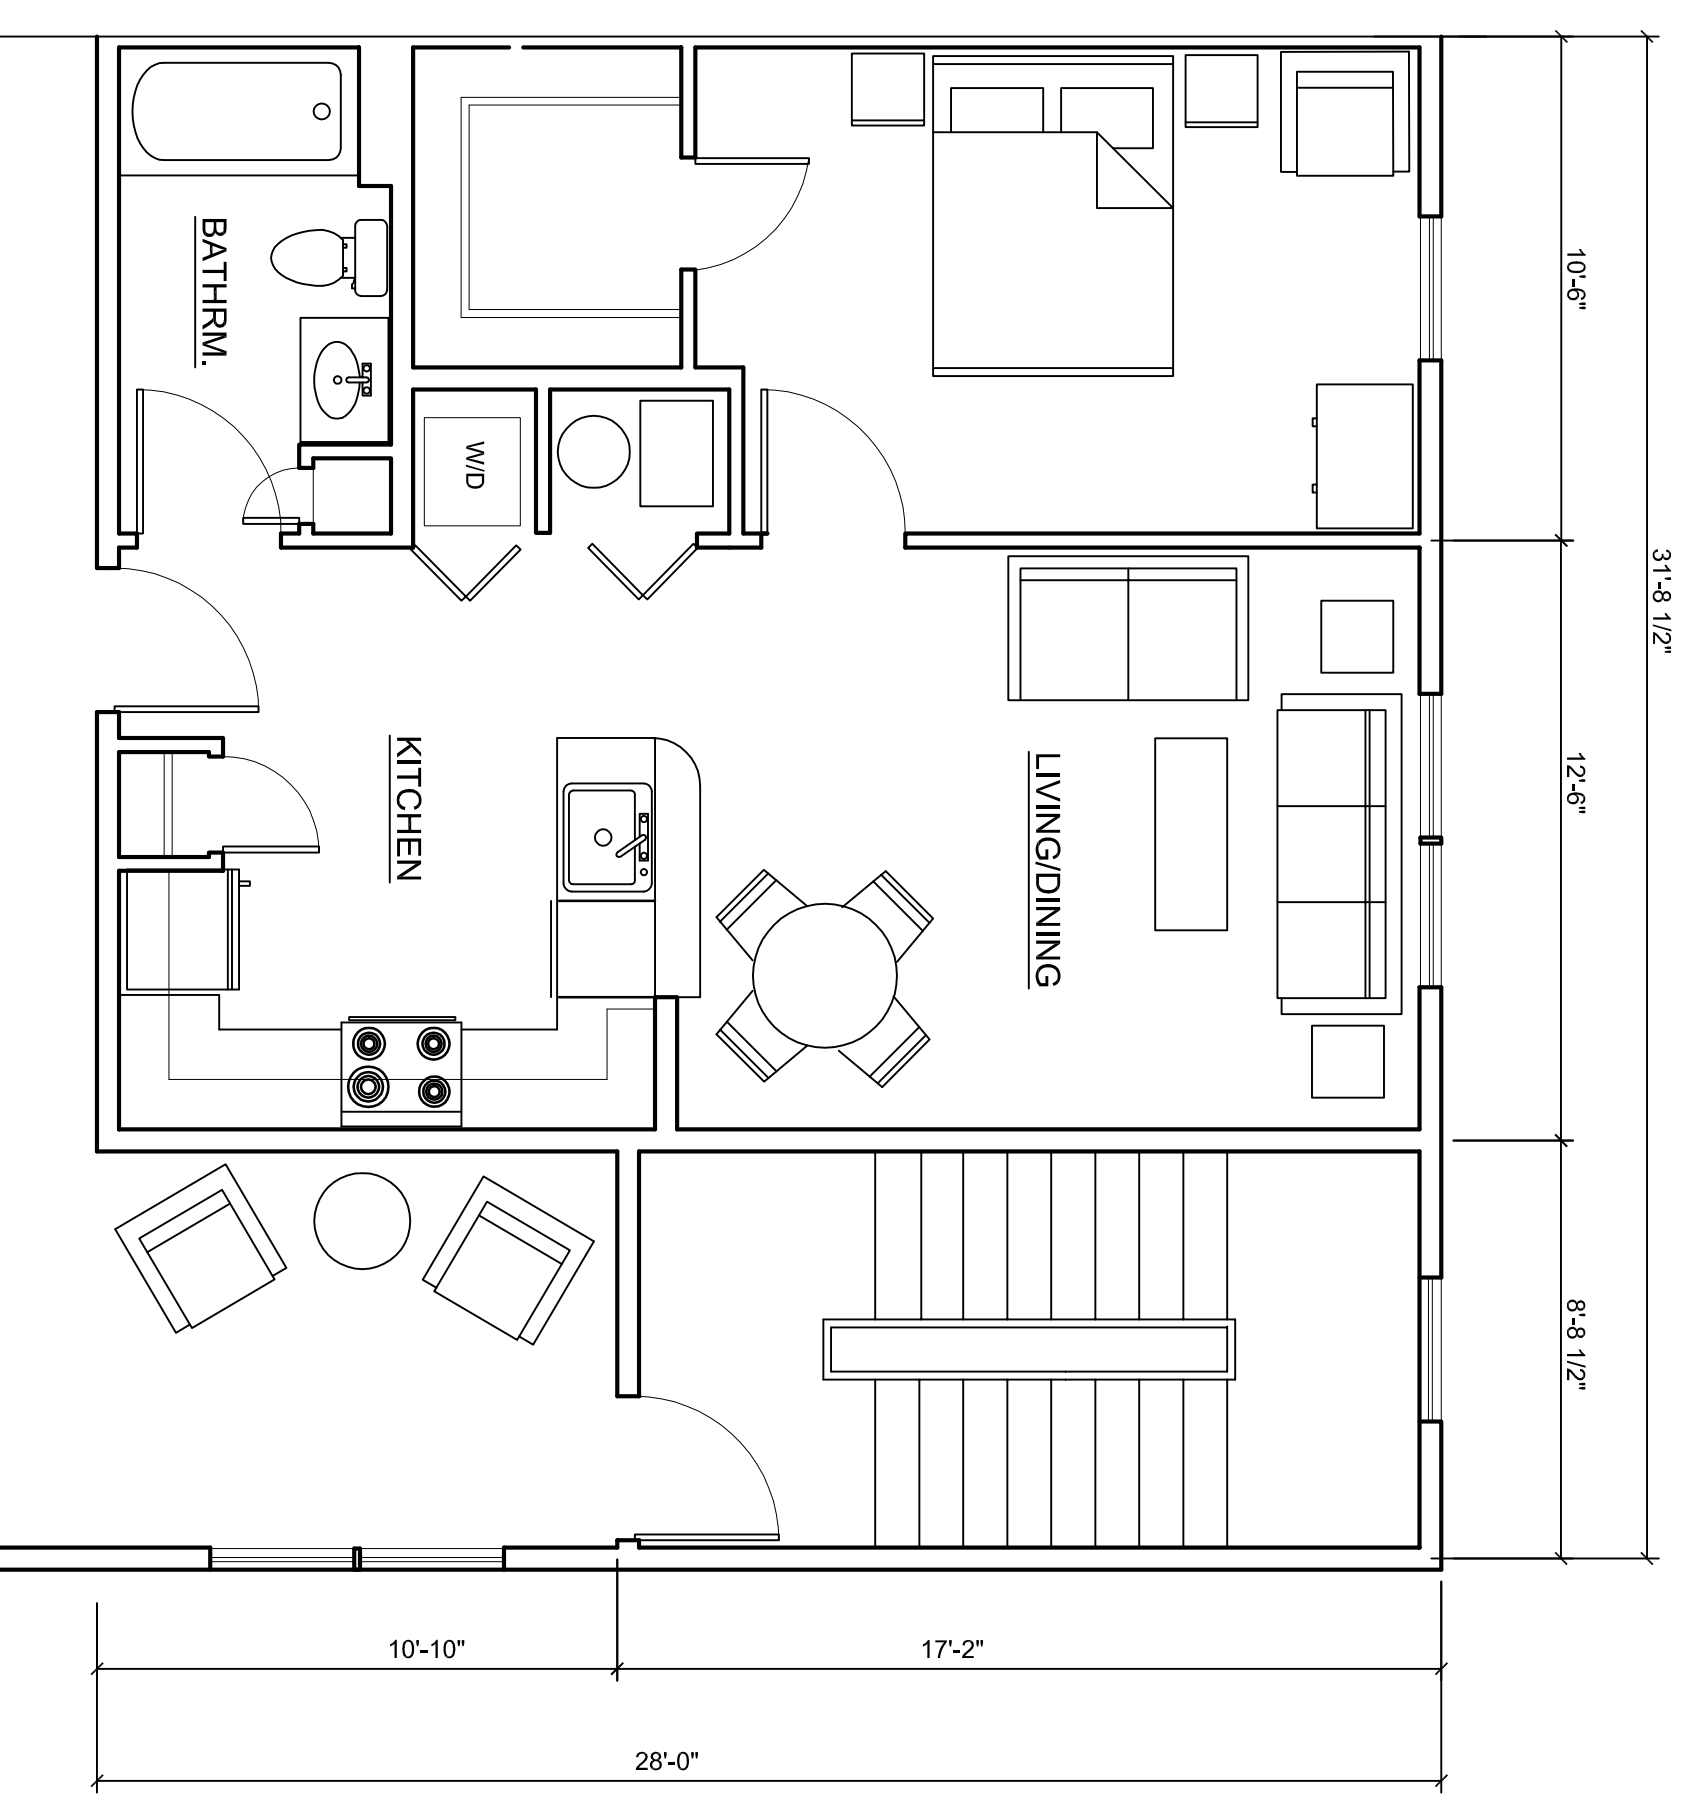 BATHRM.
W/D
KITCHEN
LIVING/DINING
10'-6"
12'-6"
8'-8 1/2"
31'-8 1/2"
10'-10"
17'-2"
28'-0"